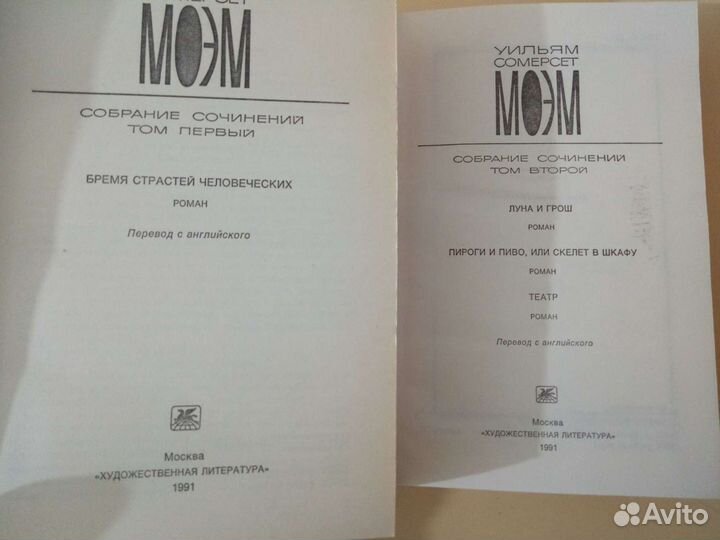 СОМЕРСЕТ
МОЭМ
СОБРАНИЕ СОЧИНЕНИЙ
ТОМ ПЕРВЫЙ
БРЕМЯ СТРАСТЕЙ ЧЕЛОВЕЧЕСКИХ
РОМАН
Перевод с английского
Москва
«ХУДОЖЕСТВЕННАЯ ЛИТЕРАТУРА»
1991
УИЛЬЯМ
СОМЕРСЕТ
МОЭМ
СОБРАНИЕ СОЧИНЕНИЙ
ТОМ ВТОРОЙ
ЛУНА И ГРОШ
РОМАН
ПИРОГИ И ПИВО, ИЛИ СКЕЛЕТ В ШКАФУ
РОМАН
ТЕАТР
РОМАН
Перевод с английского
Москва
«ХУДОЖЕСТВЕННАЯ ЛИТЕРАТУРА»
1991
Avito